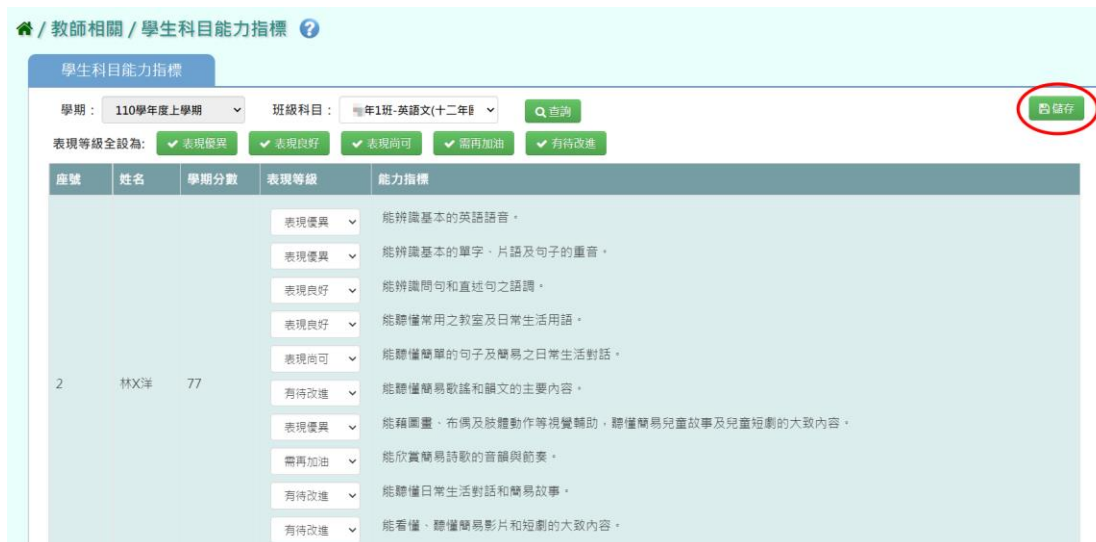 / 教師相關 / 學生科目能力指標
學生科目能力指標
學期： 110學年度上學期 班級科目： 年1班-英語文(十二年 查詢 儲存
表現等級全設為: 表現優異 表現良好 表現尚可 需再加油 有待改進
座號 姓名 學期分數 表現等級 能力指標
表現優異 能辨識基本的英語語音。
表現優異 能辨識基本的單字、片語及句子的重音。
表現良好 能辨識問句和直述句之語調。
表現良好 能聽懂常用之教室及日常生活用語。
表現尚可 能聽懂簡單的句子及簡易之日常生活對話。
2 林X洋 77
有待改進 能聽懂簡易歌謠和韻文的主要內容。
表現優異 能藉圖畫、布偶及肢體動作等視覺輔助，聽懂簡易兒童故事及兒童短劇的大致內容。
需再加油 能欣賞簡易詩歌的音韻與節奏。
有待改進 能聽懂日常生活對話和簡易故事。
有待改進 能看懂、聽懂簡易影片和短劇的大致內容。